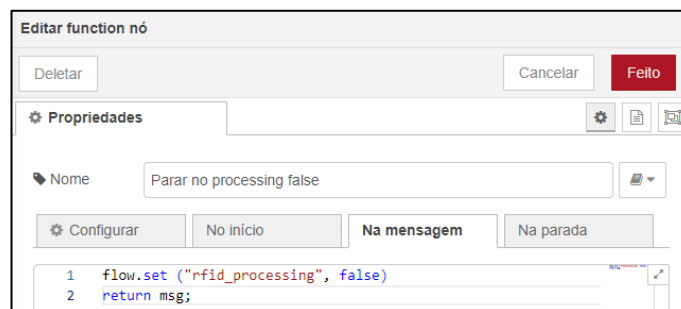 Editar function nó
Deletar
Cancelar
Feito
Propriedades
Nome
Parar no processing false
Configurar
No início
Na mensagem
Na parada
1 flow.set ("rfid_processing", false)
2 return msg;